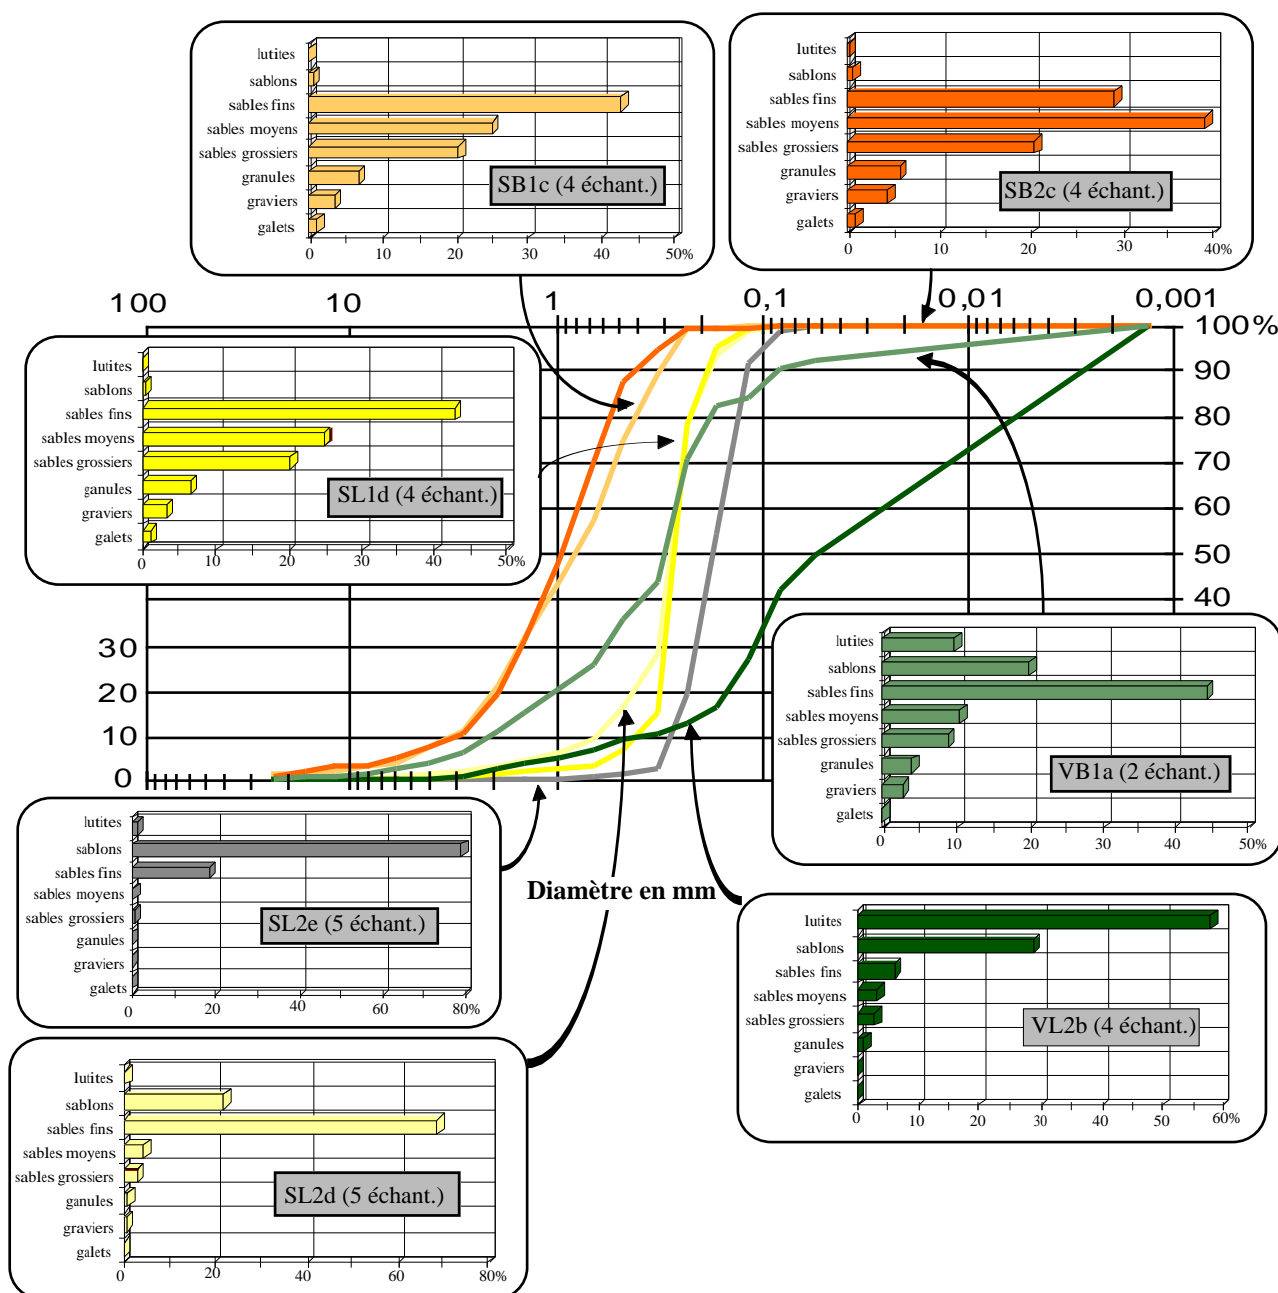 lutites
sablons
sables fins
sables moyens
sables grossiers
granules
graviers
galets
SB1c (4 échant.)
0 10 20 30 40 50%
lutites
sablons
sables fins
sables moyens
sables grossiers
granules
graviers
galets
SB2c (4 échant.)
0 10 20 30 40%
100 10 1 0,1 0,01 0,001
100%
90
80
70
60
50
40
30
20
10
0
lutites
sablons
sables fins
sables moyens
sables grossiers
ganules
graviers
galets
SL1d (4 échant.)
0 10 20 30 40 50%
lutites
sablons
sables fins
sables moyens
sables grossiers
granules
graviers
galets
VB1a (2 échant.)
0 10 20 30 40 50%
lutites
sablons
sables fins
sables moyens
sables grossiers
ganules
graviers
galets
SL2e (5 échant.)
0 20 40 60 80%
Diamètre en mm
lutites
sablons
sables fins
sables moyens
sables grossiers
ganules
graviers
galets
VL2b (4 échant.)
0 10 20 30 40 50 60%
lutites
sablons
sables fins
sables moyens
sables grossiers
ganules
graviers
galets
SL2d (5 échant.)
0 20 40 60 80%